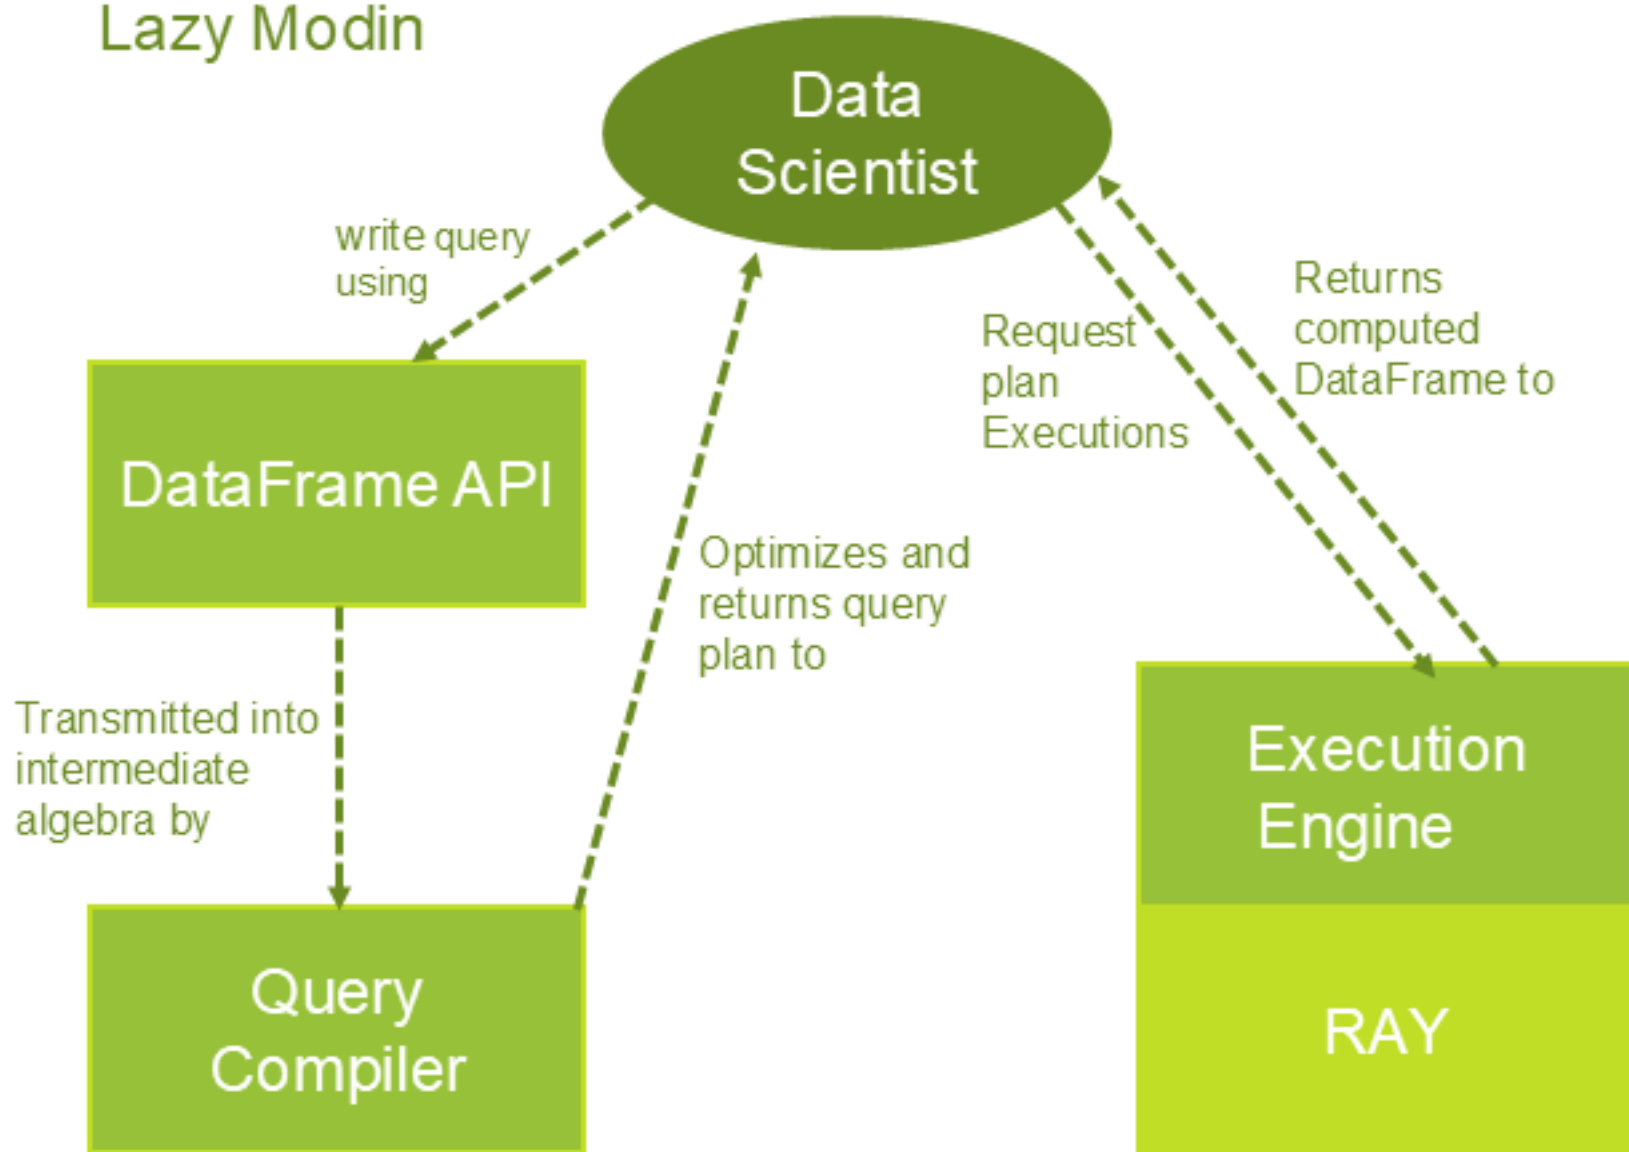 Lazy Modin
Data
Scientist
write query
using
Returns
computed
DataFrame to
Request
plan
Executions
DataFrame API
Optimizes and
returns query
plan to
Transmitted into
intermediate
algebra by
Execution
Engine
Query
Compiler
RAY